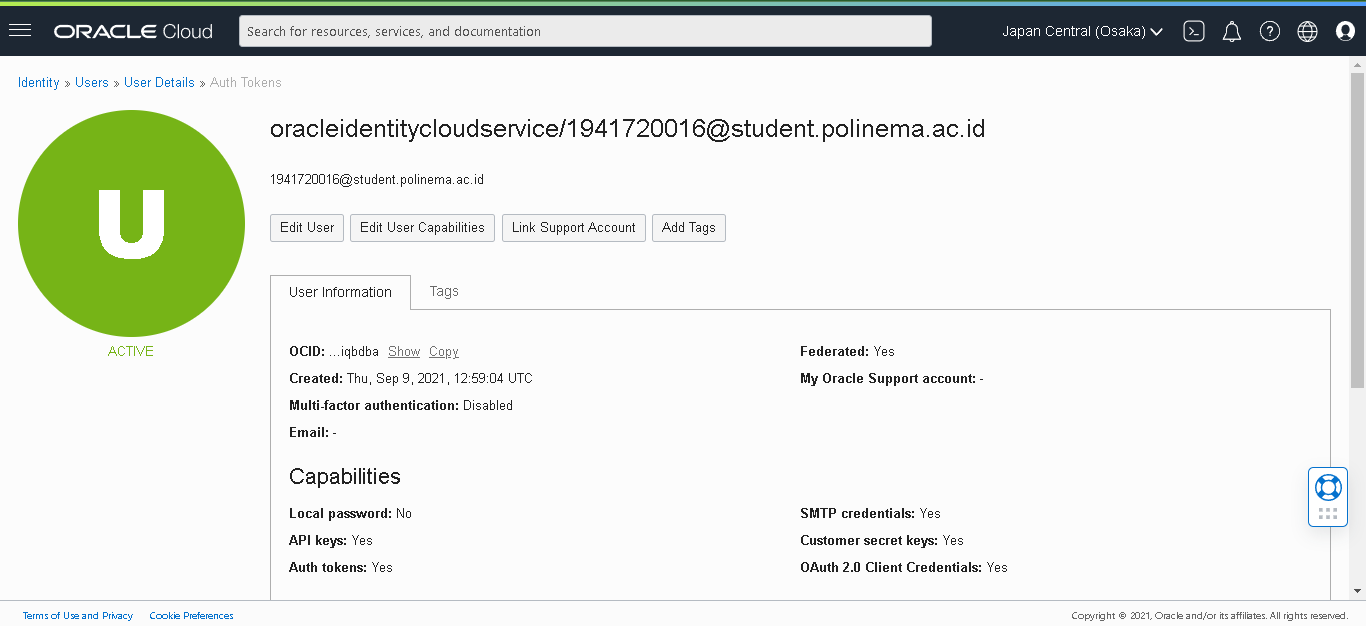 ORACLE Cloud
Search for resources, services, and documentation
Japan Central (Osaka)
Identity » Users » User Details » Auth Tokens
U
ACTIVE
oracleidentitycloudservice/1941720016@student.polinema.ac.id
1941720016@student.polinema.ac.id
Edit User Edit User Capabilities Link Support Account Add Tags
User Information Tags
OCID: ...iqbdba Show Copy
Created: Thu, Sep 9, 2021, 12:59:04 UTC
Multi-factor authentication: Disabled
Email: -
Federated: Yes
My Oracle Support account: -
Capabilities
Local password: No
API keys: Yes
Auth tokens: Yes
SMTP credentials: Yes
Customer secret keys: Yes
OAuth 2.0 Client Credentials: Yes
Terms of Use and Privacy Cookie Preferences
Copyright © 2021, Oracle and/or its affiliates. All rights reserved.